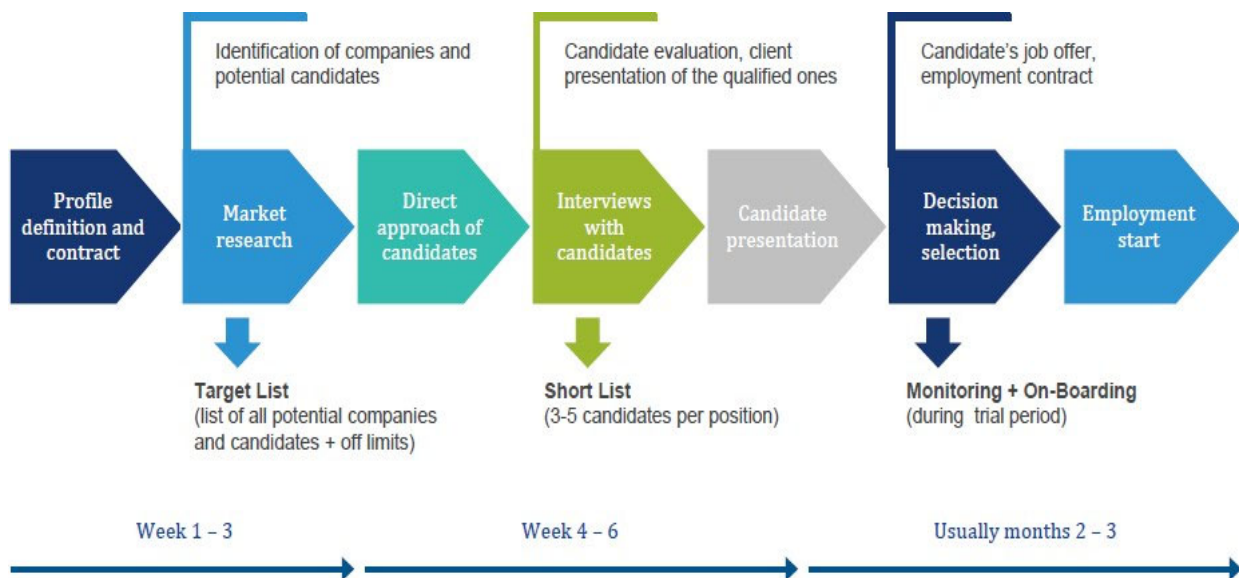 Identification of companies and
potential candidates
Candidate evaluation, client
presentation of the qualified ones
Candidate's job offer,
employment contract
Profile
definition and
contract
Market
research
Direct
approach of
candidates
Interviews
with
candidates
Candidate
presentation
Decision
making,
selection
Employment
start
Target List
(list of all potential companies
and candidates + off limits)
Short List
(3-5 candidates per position)
Monitoring + On-Boarding
(during trial period)
Week 1 – 3
Week 4 – 6
Usually months 2 – 3